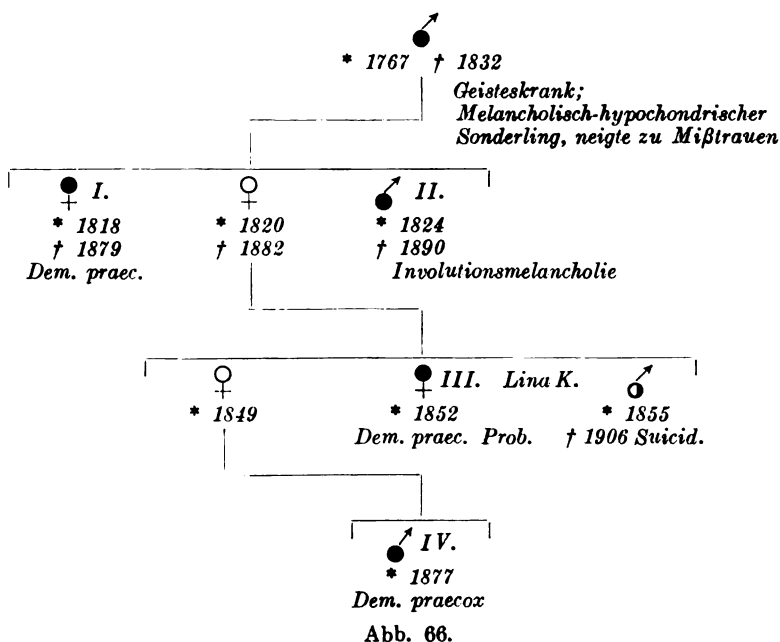 * 1767 † 1832
Geisteskrank;
Melancholisch-hypochondrischer
Sonderling, neigte zu Mißtrauen
I. II.
* 1818 * 1820 * 1824
† 1879 † 1882 † 1890
Dem. praec. Involutionsmelancholie
III. Lina K.
* 1849 * 1852 * 1855
Dem. praec. Prob. † 1906 Suicid.
IV.
* 1877
Dem. praecox
Abb. 66.